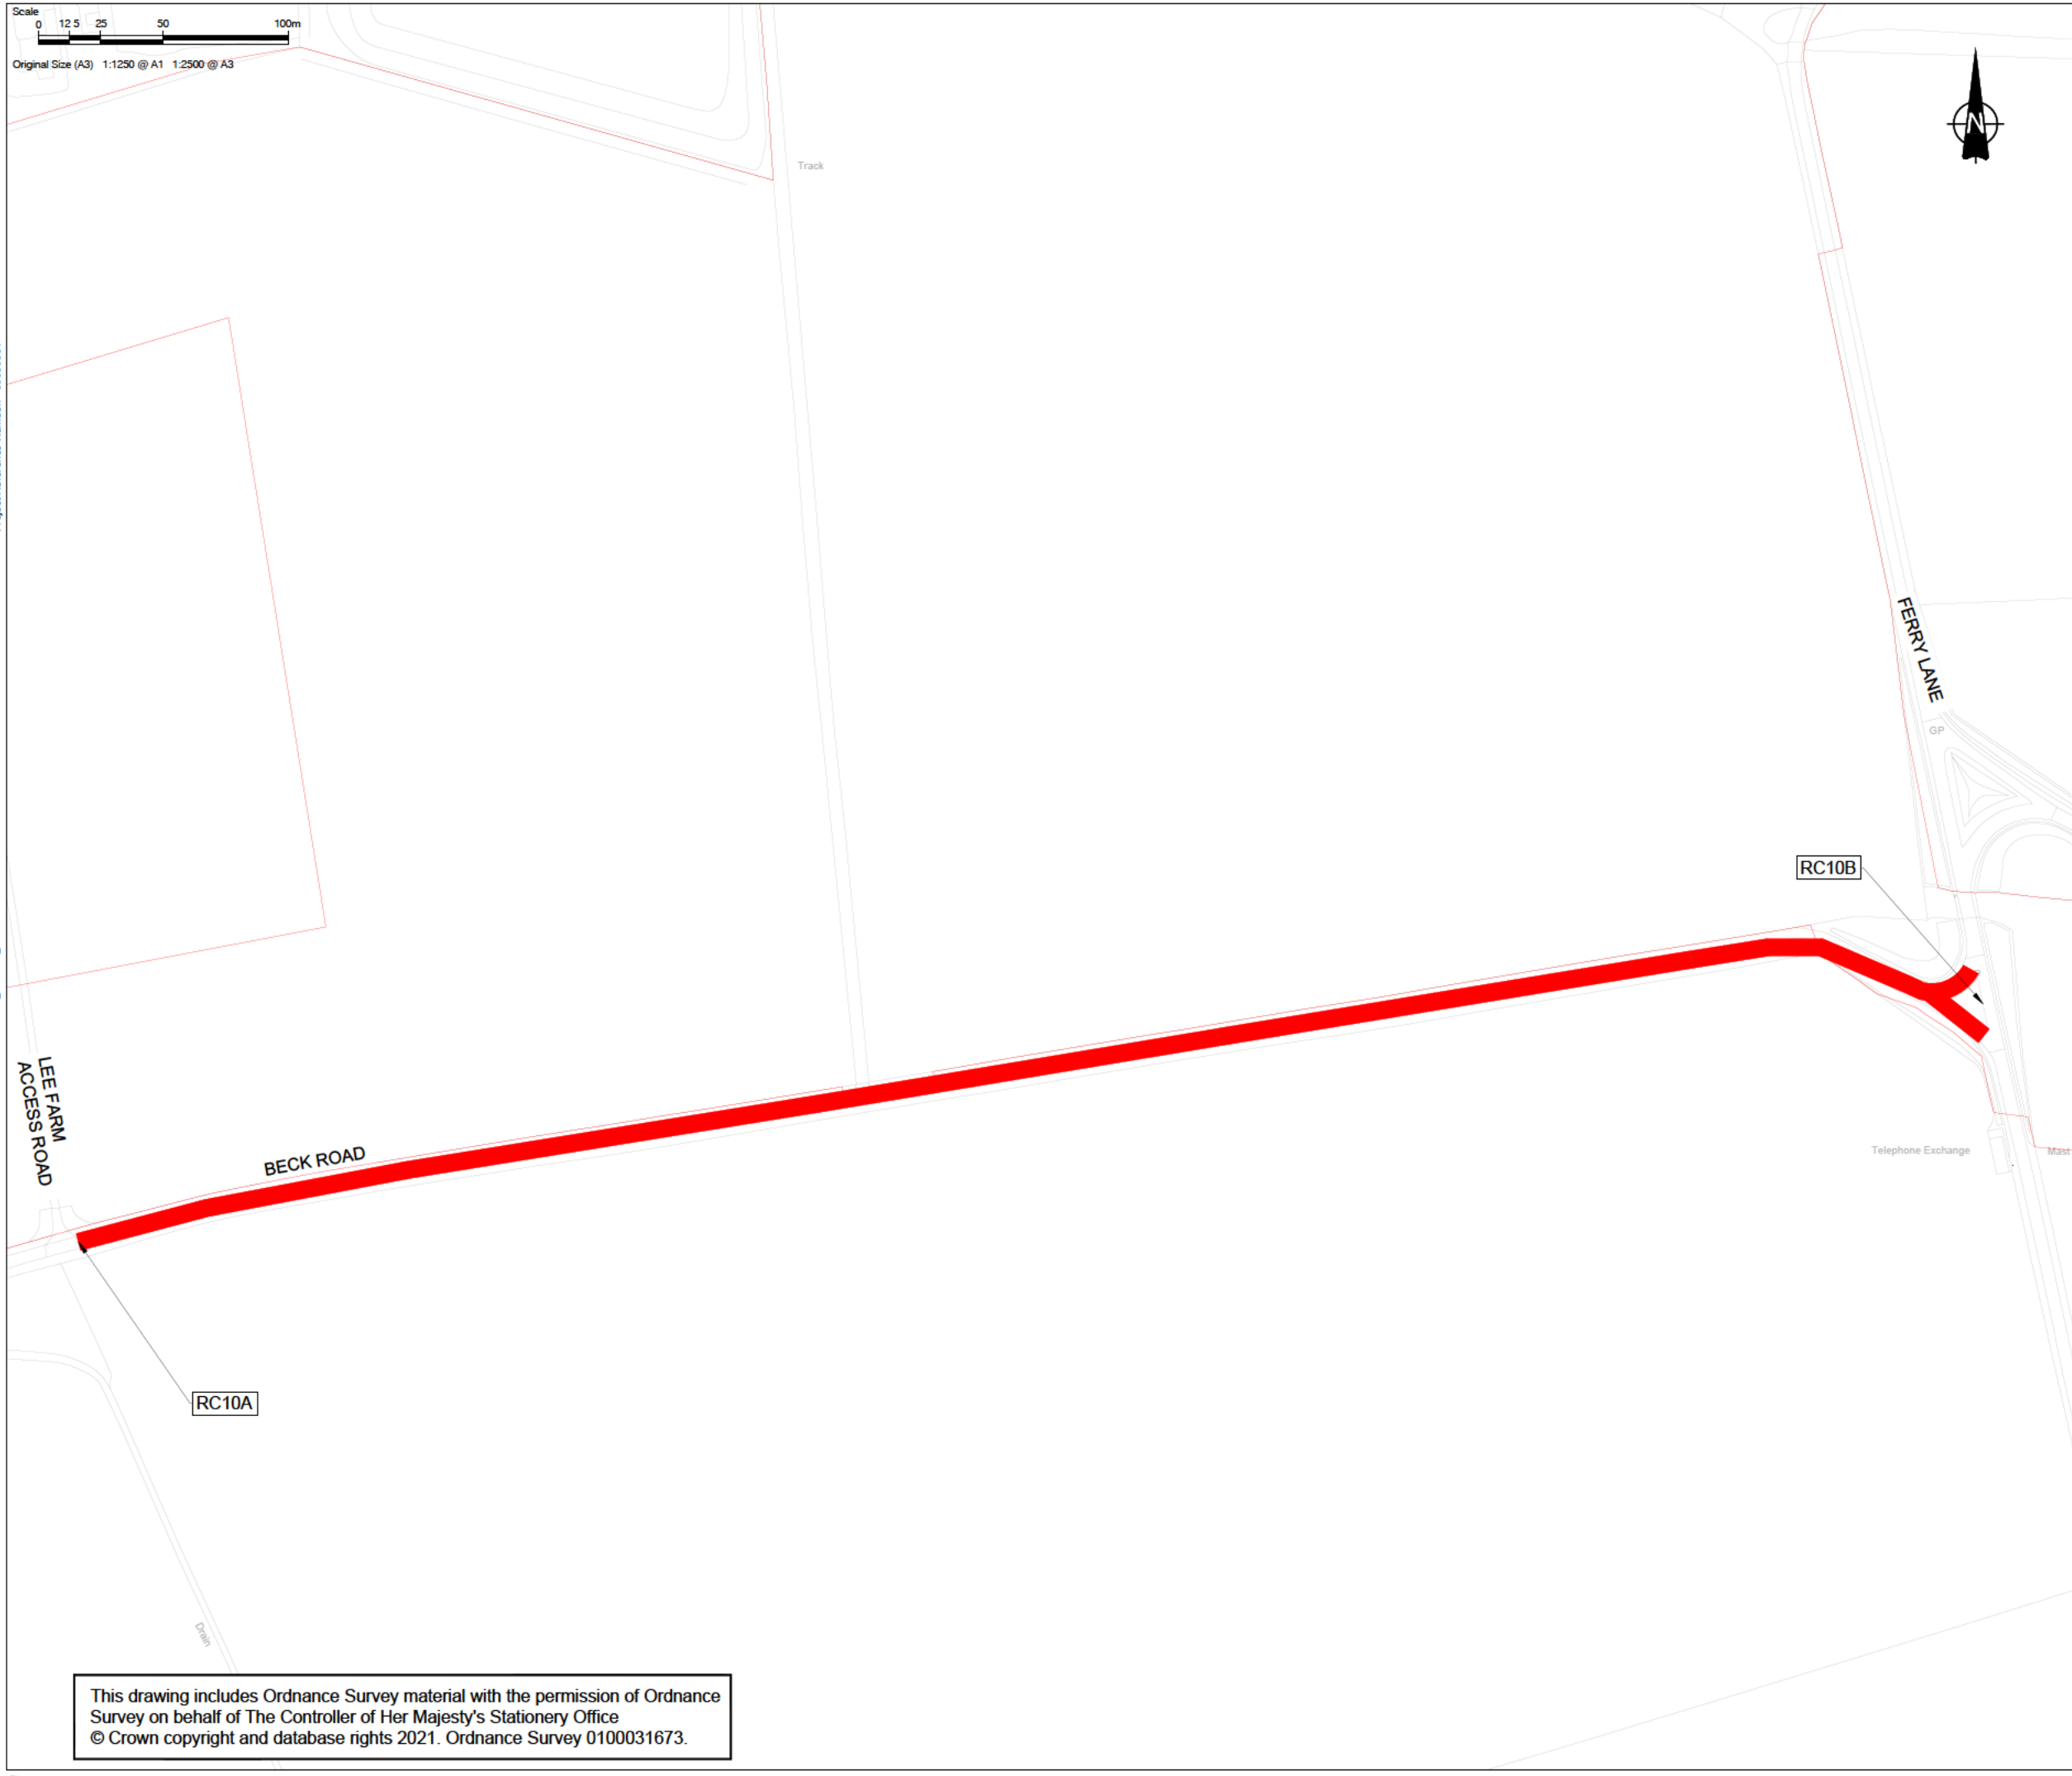 Scale
0 12 5 25 50 100m
Original Size (A3) 1:1250 @ A1 1:2500 @ A3
N
Track
FERRY LANE
GP
RC10B
LEE FARM
ACCESS ROAD
BECK ROAD
Telephone Exchange
Mast
RC10A
Drain
This drawing includes Ordnance Survey material with the permission of Ordnance
Survey on behalf of The Controller of Her Majesty's Stationery Office
© Crown copyright and database rights 2021. Ordnance Survey 0100031673.